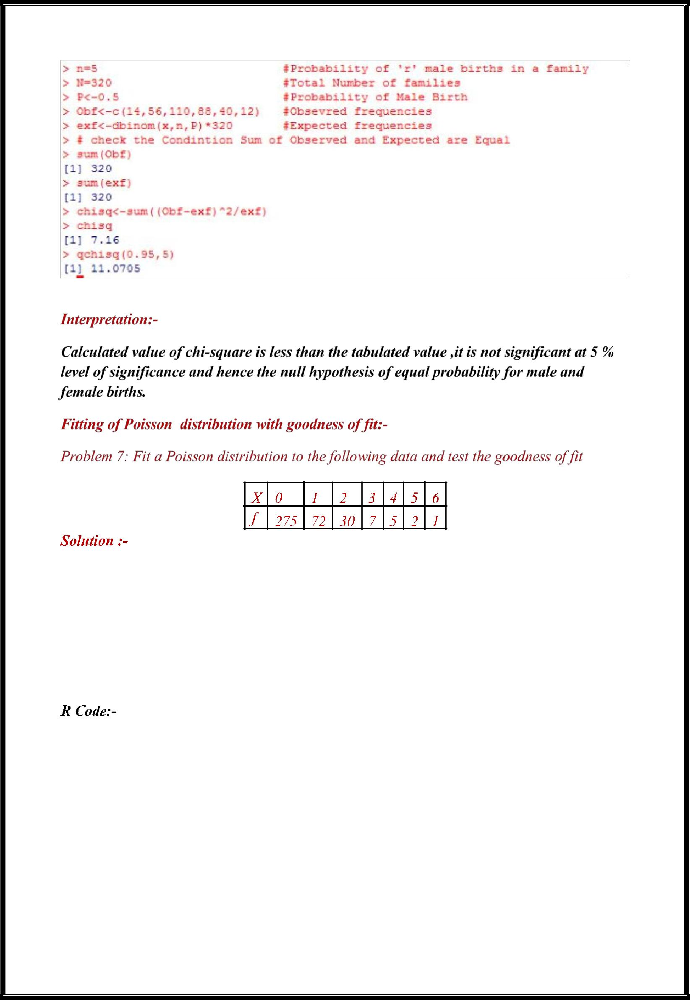 > n=5 #Probability of 'r' male births in a family
> N=320 #Total Number of families
> P<-0.5 #Probability of Male Birth
> Obf<-c(14,56,110,88,40,12) #Obsevred frequencies
> exf<-dbinom(x,n,P)*320 #Expected frequencies
> # check the Condintion Sum of Observed and Expected are Equal
> sum(Obf)
[1] 320
> sum(exf)
[1] 320
> chisq<-sum((Obf-exf)^2/exf)
> chisq
[1] 7.16
> qchisq(0.95,5)
[1] 11.0705
Interpretation:-
Calculated value of chi-square is less than the tabulated value ,it is not significant at 5 %
level of significance and hence the null hypothesis of equal probability for male and
female births.
Fitting of Poisson distribution with goodness of fit:-
Problem 7: Fit a Poisson distribution to the following data and test the goodness of fit
X 0 1 2 3 4 5 6
f 275 72 30 7 5 2 1
Solution :-
R Code:-